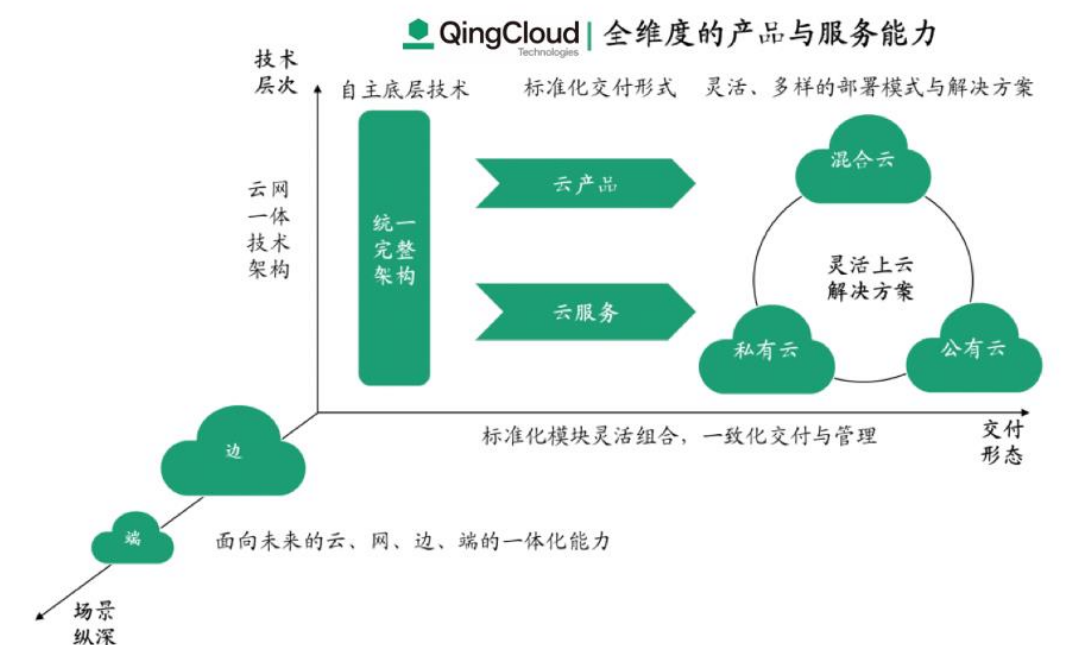 QingCloud
Technologies
全维度的产品与服务能力
技术
层次
自主底层技术
标准化交付形式
灵活、多样的部署模式与解决方案
云网
一体
技术
架构
统一
完整
架构
云产品
云服务
混合云
灵活上云
解决方案
私有云
公有云
标准化模块灵活组合，一致化交付与管理
交付
形态
边
端
面向未来的云、网、边、端的一体化能力
场景
纵深